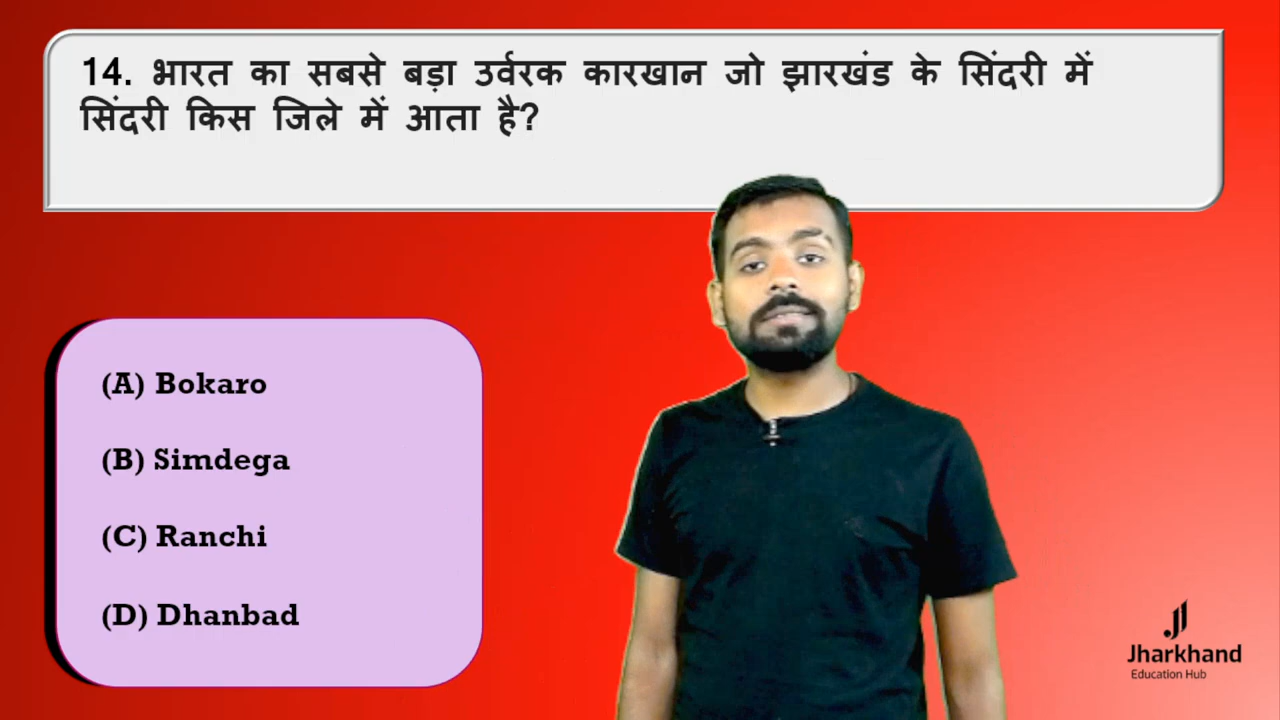 14. भारत का सबसे बड़ा उर्वरक कारखान जो झारखंड के सिंदरी में
सिंदरी किस जिले में आता है?
(A) Bokaro
(B) Simdega
(C) Ranchi
(D) Dhanbad
Jharkhand
Education Hub